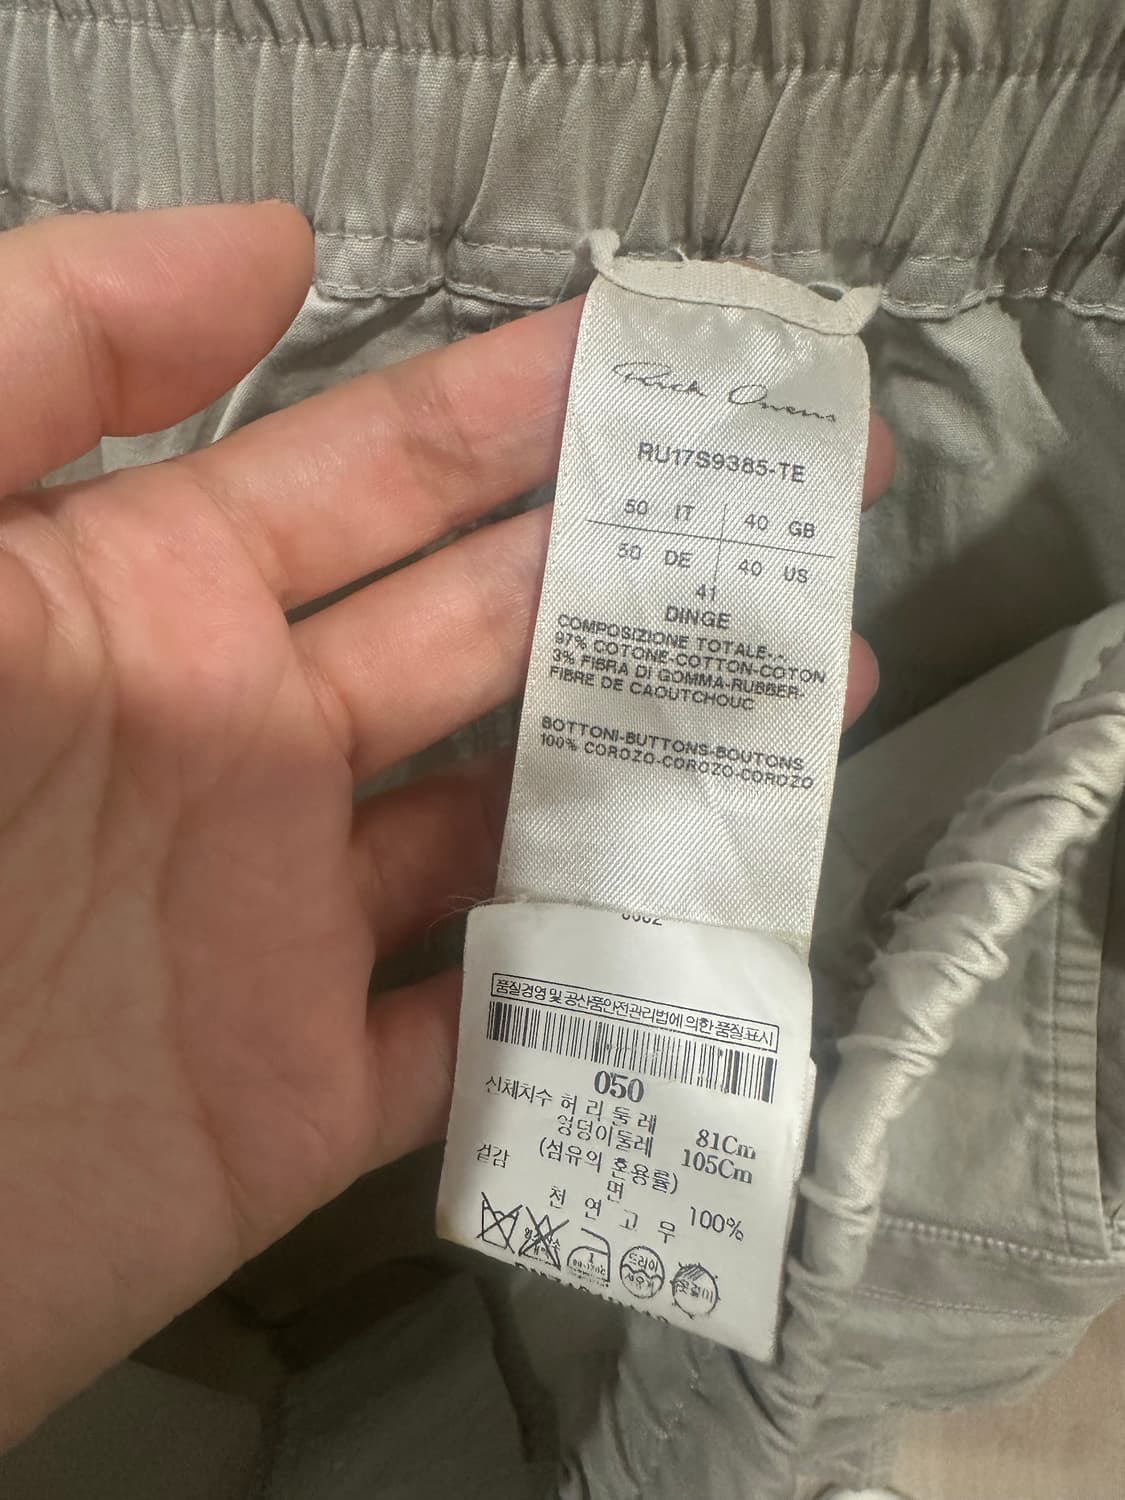 Rick Owens
RU17S9385-TE
50 IT 40 GB
50 DE 40 US
41
DINGE
COMPOSIZIONE TOTALE...
97% COTONE-COTTON-COTON
3% FIBRA DI GOMMA-RUBBER-
FIBRE DE CAOUTCHOUC
BOTTONI-BUTTONS-BOUTONS
100% COROZO-COROZO-COROZO
품질경영 및 공산품안전관리법에 의한 품질표시
050
신체치수 허 리 둘 레 81Cm
엉덩이둘레 105Cm
(섬유의 혼용률)
겉감 면 100%
천 연 고 무
드라이